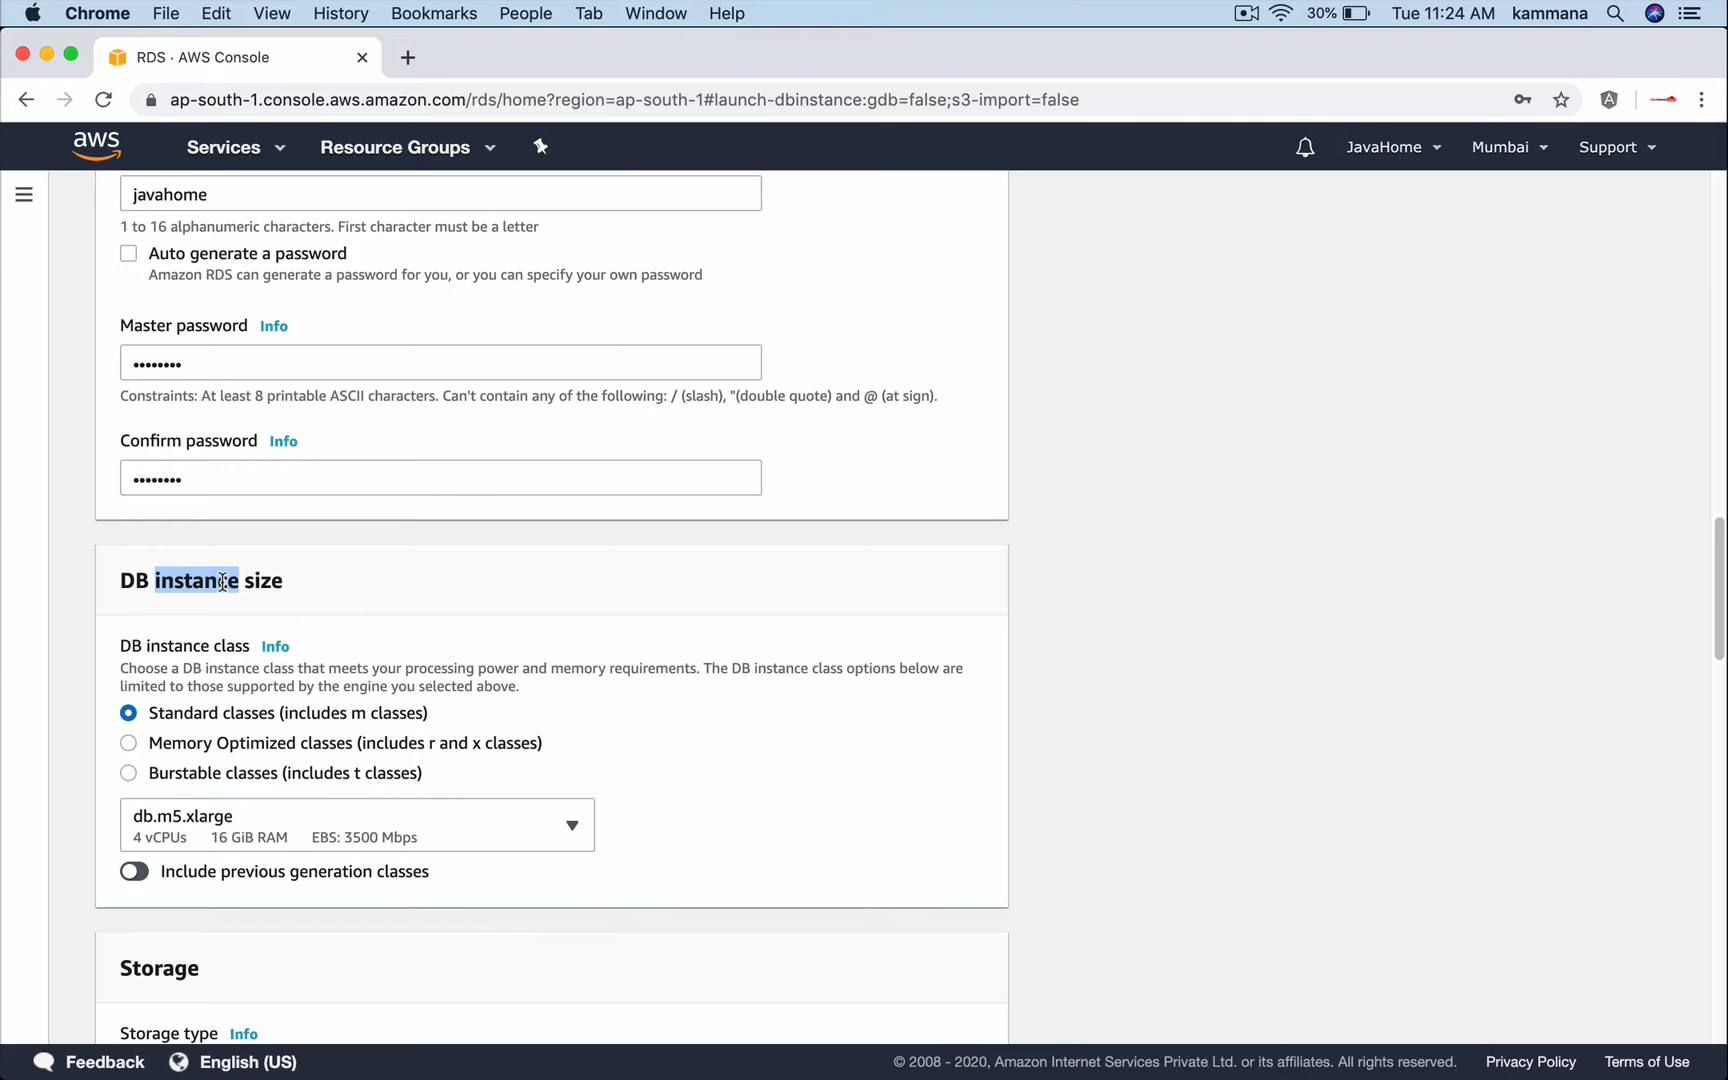 Chrome File Edit View History Bookmarks People Tab Window Help 30% Tue 11:24 AM kammana
RDS · AWS Console
ap-south-1.console.aws.amazon.com/rds/home?region=ap-south-1#launch-dbinstance:gdb=false;s3-import=false
aws Services Resource Groups JavaHome Mumbai Support
javahome
1 to 16 alphanumeric characters. First character must be a letter
Auto generate a password
Amazon RDS can generate a password for you, or you can specify your own password
Master password Info
••••••••
Constraints: At least 8 printable ASCII characters. Can't contain any of the following: / (slash), "(double quote) and @ (at sign).
Confirm password Info
••••••••
DB instance size
DB instance class Info
Choose a DB instance class that meets your processing power and memory requirements. The DB instance class options below are
limited to those supported by the engine you selected above.
Standard classes (includes m classes)
Memory Optimized classes (includes r and x classes)
Burstable classes (includes t classes)
db.m5.xlarge
4 vCPUs 16 GiB RAM EBS: 3500 Mbps
Include previous generation classes
Storage
Storage type Info
Feedback English (US) © 2008 - 2020, Amazon Internet Services Private Ltd. or its affiliates. All rights reserved. Privacy Policy Terms of Use